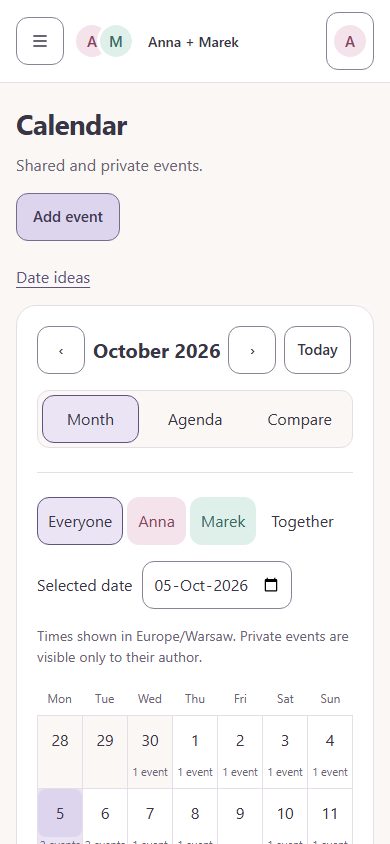 ☰ A M Anna + Marek A
Calendar
Shared and private events.
Add event
Date ideas
‹ October 2026 › Today
Month Agenda Compare
Everyone Anna Marek Together
Selected date 05-Oct-2026
Times shown in Europe/Warsaw. Private events are
visible only to their author.
Mon Tue Wed Thu Fri Sat Sun
28 29 30 1 2 3 4
1 event 1 event 1 event 1 event 1 event
5 6 7 8 9 10 11